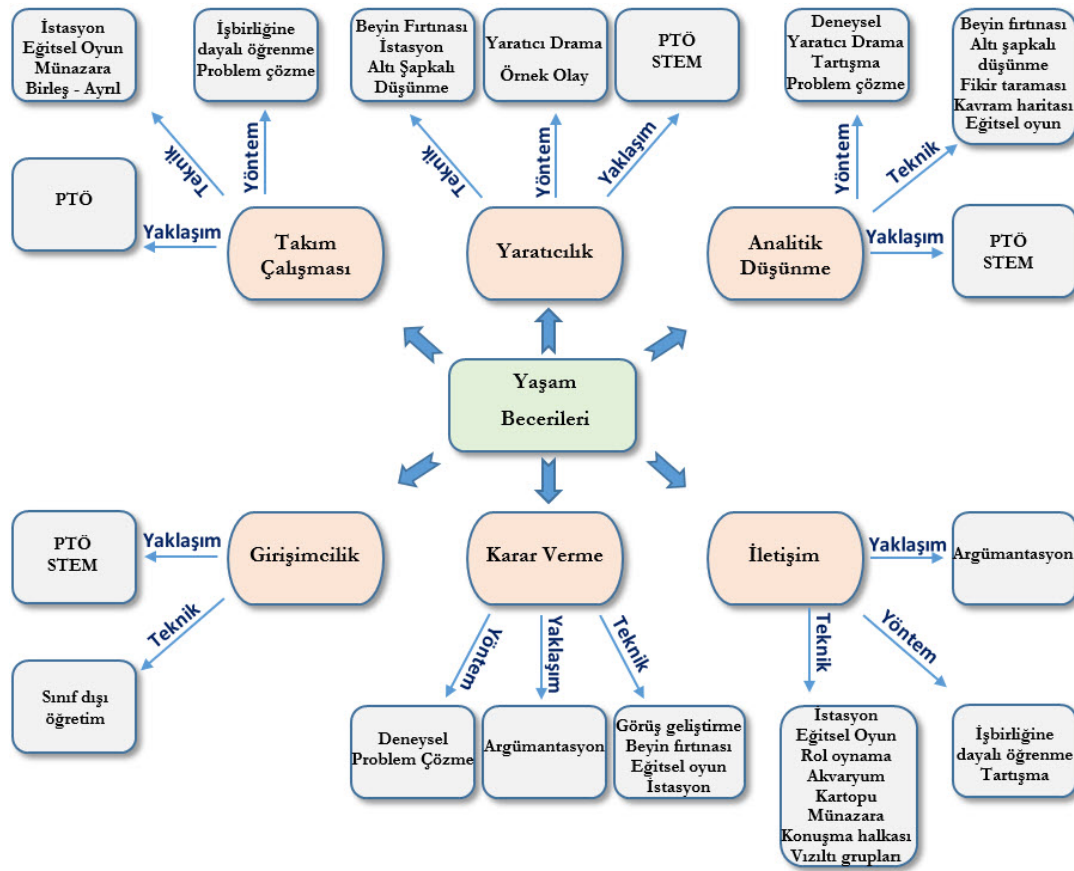 İstasyon
Eğitsel Oyun
Münazara
Birleş - Ayrıl
İşbirliğine
dayalı öğrenme
Problem çözme
Beyin Fırtınası
İstasyon
Altı Şapkalı
Düşünme
Yaratıcı Drama
Örnek Olay
PTÖ
STEM
Deneysel
Yaratıcı Drama
Tartışma
Problem çözme
Beyin fırtınası
Altı şapkalı
düşünme
Fikir taraması
Kavram haritası
Eğitsel oyun
Teknik
Yöntem
Teknik
Yöntem
Yaklaşım
Yöntem
Teknik
PTÖ
Yaklaşım
Takım
Çalışması
Yaratıcılık
Analitik
Düşünme
Yaklaşım
PTÖ
STEM
Yaşam
Becerileri
PTÖ
STEM
Yaklaşım
Girişimcilik
Karar Verme
İletişim
Yaklaşım
Argümantasyon
Teknik
Yöntem
Yaklaşım
Teknik
Teknik
Yöntem
Sınıf dışı
öğretim
Deneysel
Problem Çözme
Argümantasyon
Görüş geliştirme
Beyin fırtınası
Eğitsel oyun
İstasyon
İstasyon
Eğitsel Oyun
Rol oynama
Akvaryum
Kartopu
Münazara
Konuşma halkası
Vızıltı grupları
İşbirliğine
dayalı öğrenme
Tartışma